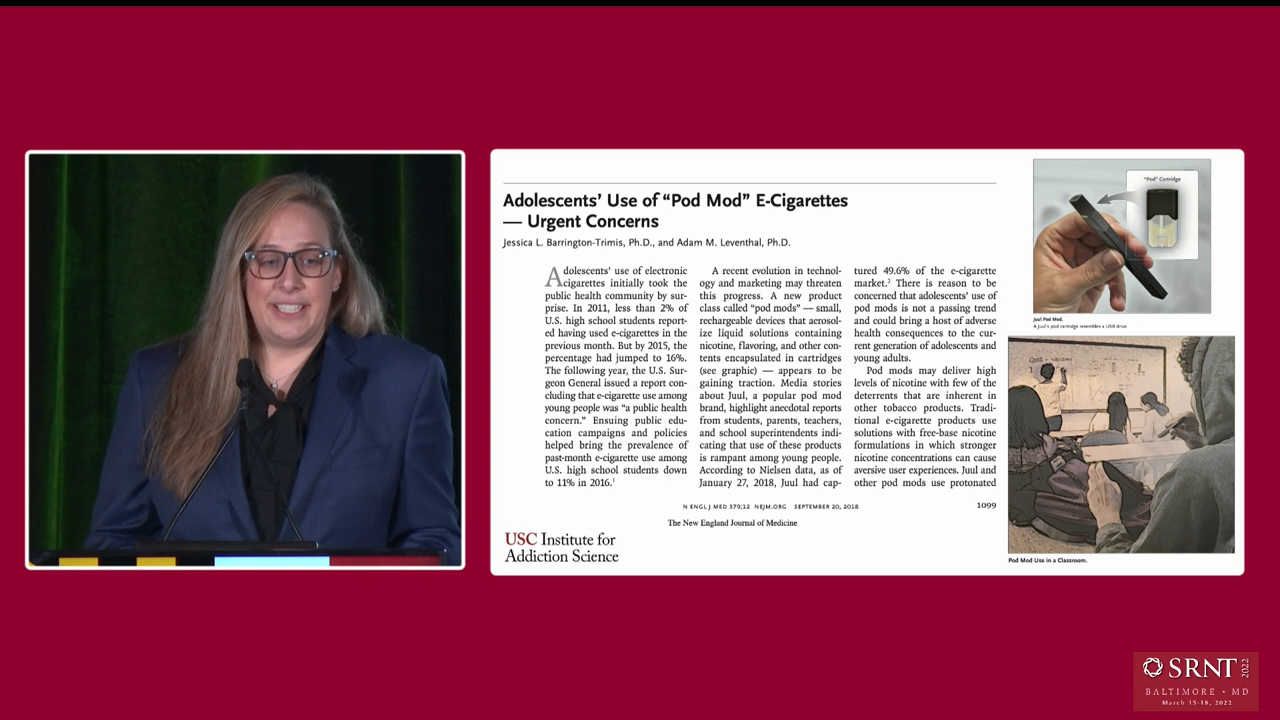 Adolescents' Use of “Pod Mod” E-Cigarettes
— Urgent Concerns
Jessica L. Barrington-Trimis, Ph.D., and Adam M. Leventhal, Ph.D.
Adolescents' use of electronic
cigarettes initially took the
public health community by sur-
prise. In 2011, less than 2% of
U.S. high school students report-
ed having used e-cigarettes in the
previous month. But by 2015, the
percentage had jumped to 16%.
The following year, the U.S. Sur-
geon General issued a report con-
cluding that e-cigarette use among
young people was “a public health
concern.” Ensuing public edu-
cation campaigns and policies
helped bring the prevalence of
past-month e-cigarette use among
U.S. high school students down
to 11% in 2016.¹
A recent evolution in technol-
ogy and marketing may threaten
this progress. A new product
class called “pod mods” — small,
rechargeable devices that aerosol-
ize liquid solutions containing
nicotine, flavoring, and other con-
tents encapsulated in cartridges
(see graphic) — appears to be
gaining traction. Media stories
about Juul, a popular pod mod
brand, highlight anecdotal reports
from students, parents, teachers,
and school superintendents indi-
cating that use of these products
is rampant among young people.
According to Nielsen data, as of
January 27, 2018, Juul had cap-
tured 49.6% of the e-cigarette
market.² There is reason to be
concerned that adolescents' use of
pod mods is not a passing trend
and could bring a host of adverse
health consequences to the cur-
rent generation of adolescents and
young adults.
Pod mods may deliver high
levels of nicotine with few of the
deterrents that are inherent in
other tobacco products. Tradi-
tional e-cigarette products use
solutions with free-base nicotine
formulations in which stronger
nicotine concentrations can cause
aversive user experiences. Juul and
other pod mods use protonated
N ENGL J MED 379;12 NEJM.ORG SEPTEMBER 20, 2018
1099
The New England Journal of Medicine
USC Institute for
Addiction Science
“Pod” Cartridge
Juul Pod Mod.
A Juul's pod cartridge resembles a USB drive.
Pod Mod Use in a Classroom.
SRNT 2022
BALTIMORE • MD
March 15-18, 2022